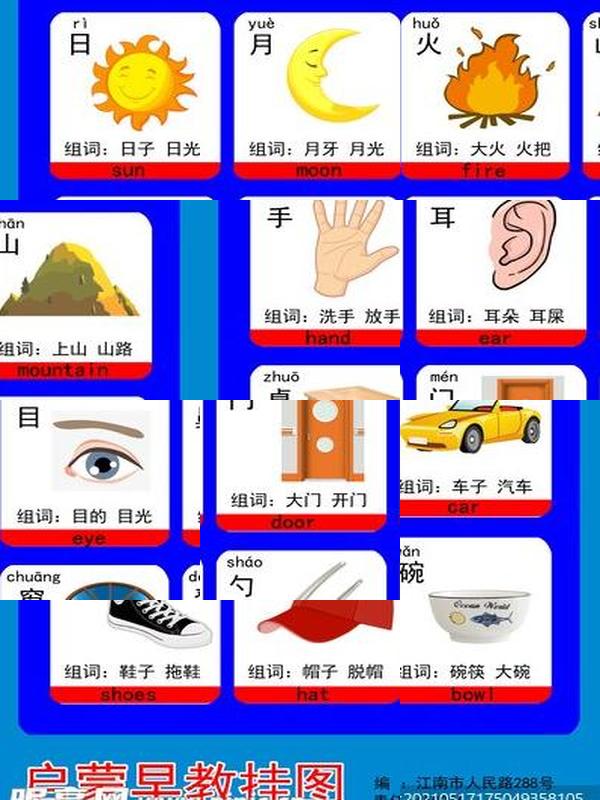 rì
日
组词：日子 日光
sun
yuè
月
组词：月牙 月光
moon
huǒ
火
组词：大火 火把
fire
山
组词：上山 山路
mountain
手
组词：洗手 放手
hand
耳
组词：耳朵 耳屎
ear
zhuō
mén
目
组词：目的 目光
eye
组词：大门 开门
door
组词：车子 汽车
car
chuāng
sháo
勺
碗
Ocean World
组词：碗筷 大碗
bowl
组词：鞋子 拖鞋
shoes
组词：帽子 脱帽
hat
启蒙早教挂图
编 ：江南市人民路288号
20210517175049358105